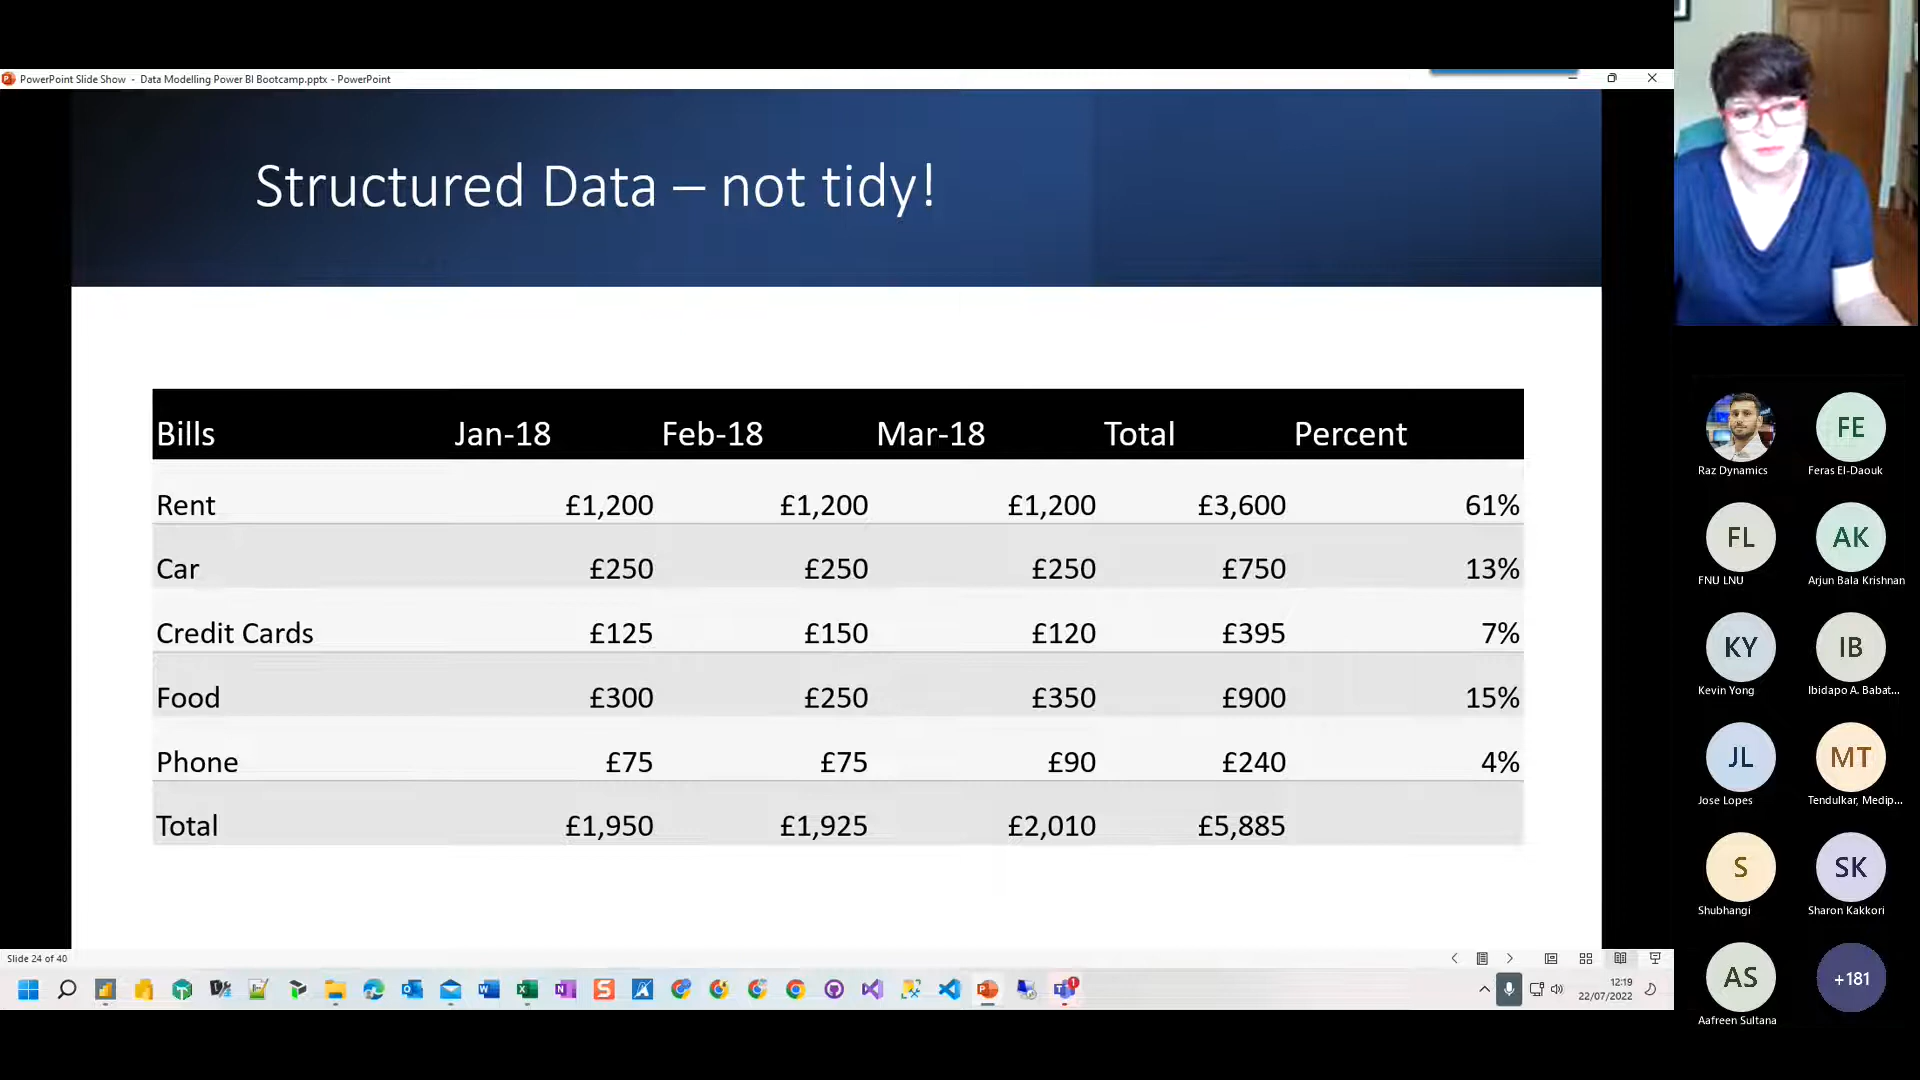 PowerPoint Slide Show - Data Modelling Power BI Bootcamp.pptx - PowerPoint
Structured Data – not tidy!
Bills Jan-18 Feb-18 Mar-18 Total Percent
Rent £1,200 £1,200 £1,200 £3,600 61%
Car £250 £250 £250 £750 13%
Credit Cards £125 £150 £120 £395 7%
Food £300 £250 £350 £900 15%
Phone £75 £75 £90 £240 4%
Total £1,950 £1,925 £2,010 £5,885
Slide 24 of 40
12:19
22/07/2022
Raz Dynamics
FE
Feras El-Daouk
FL
FNU LNU
AK
Arjun Bala Krishnan
KY
Kevin Yong
IB
Ibidapo A. Babat...
JL
Jose Lopes
MT
Tendulkar, Medip...
S
Shubhangi
SK
Sharon Kakkori
AS
Aafreen Sultana
+181